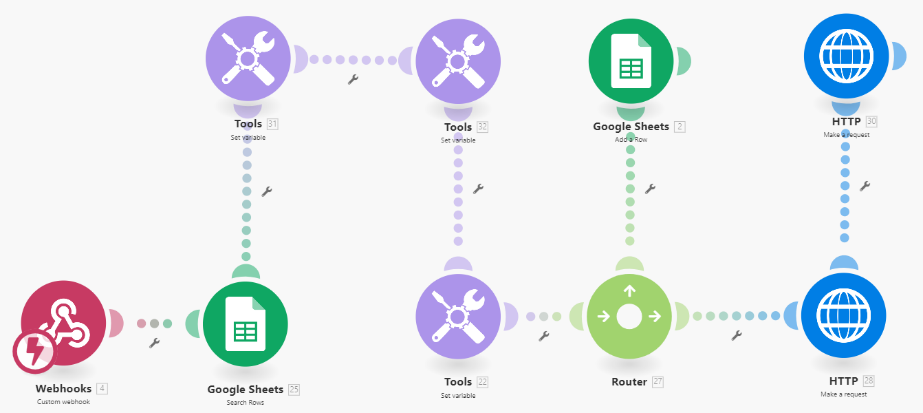 Tools 31
Set variable
Tools 32
Set variable
Google Sheets 2
Add a Row
HTTP 30
Make a request
Webhooks 4
Custom webhook
Google Sheets 25
Search Rows
Tools 22
Set variable
Router 27
HTTP 28
Make a request